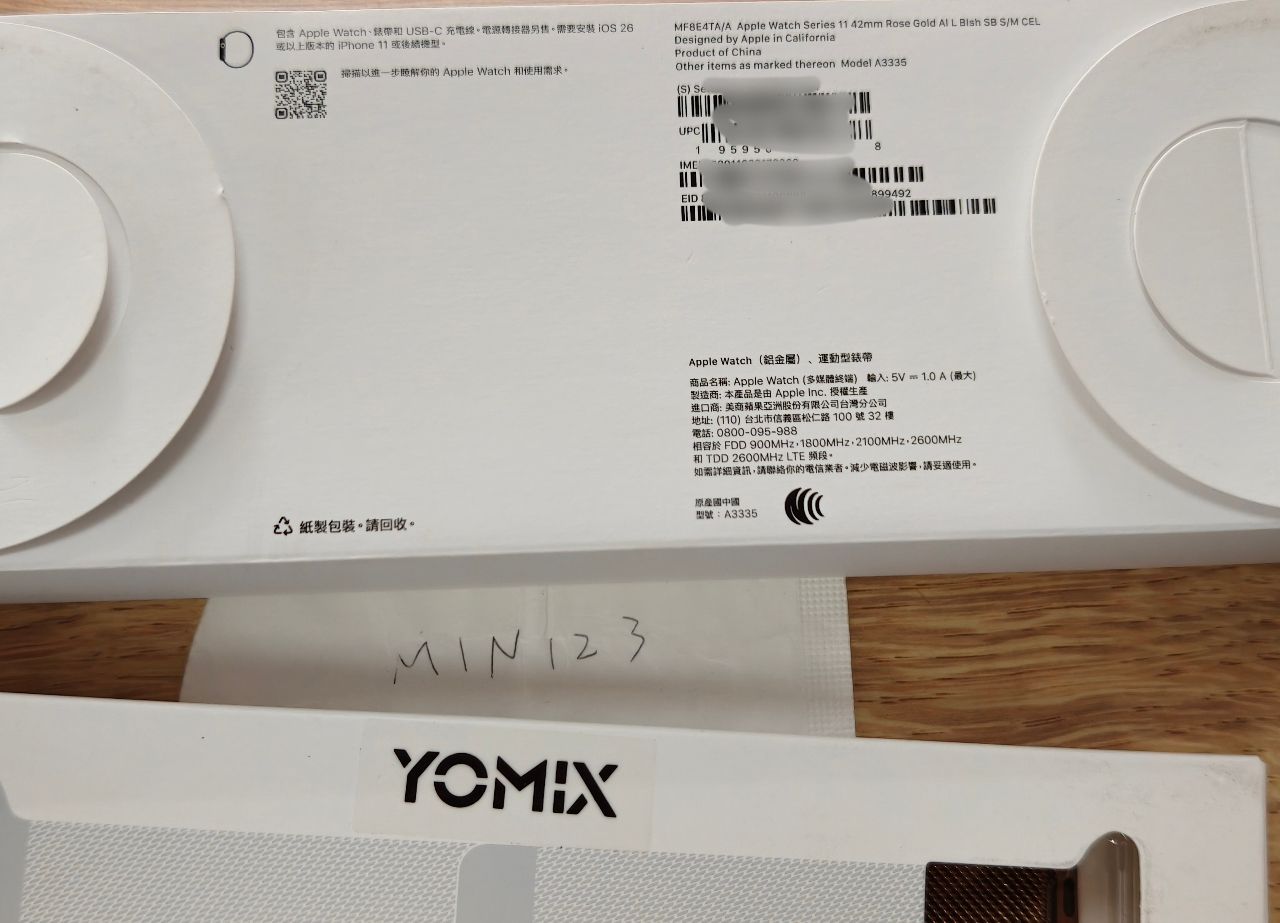 包含 Apple Watch、錶帶和 USB-C 充電線。電源轉接器另售。需要安裝 iOS 26
或以上版本的 iPhone 11 或後續機型。
掃描以進一步瞭解你的 Apple Watch 和使用需求。
紙製包裝。請回收。
MF8E4TA/A Apple Watch Series 11 42mm Rose Gold Al L Blsh SB S/M CEL
Designed by Apple in California
Product of China
Other items as marked thereon Model A3335
(S) Se
UPC
1 9595 8
IMEI
EID 899492
Apple Watch（鋁金屬）、運動型錶帶
商品名稱: Apple Watch (多媒體終端) 輸入: 5V ⎓ 1.0 A (最大)
製造商: 本產品是由 Apple Inc. 授權生產
進口商: 美商蘋果亞洲股份有限公司台灣分公司
地址: (110) 台北市信義區松仁路 100 號 32 樓
電話: 0800-095-988
相容於 FDD 900MHz，1800MHz，2100MHz，2600MHz
和 TDD 2600MHz LTE 頻段。
如需詳細資訊，請聯絡你的電信業者。減少電磁波影響，請妥適使用。
原產國中國
型號：A3335
MIN123
YOMIX